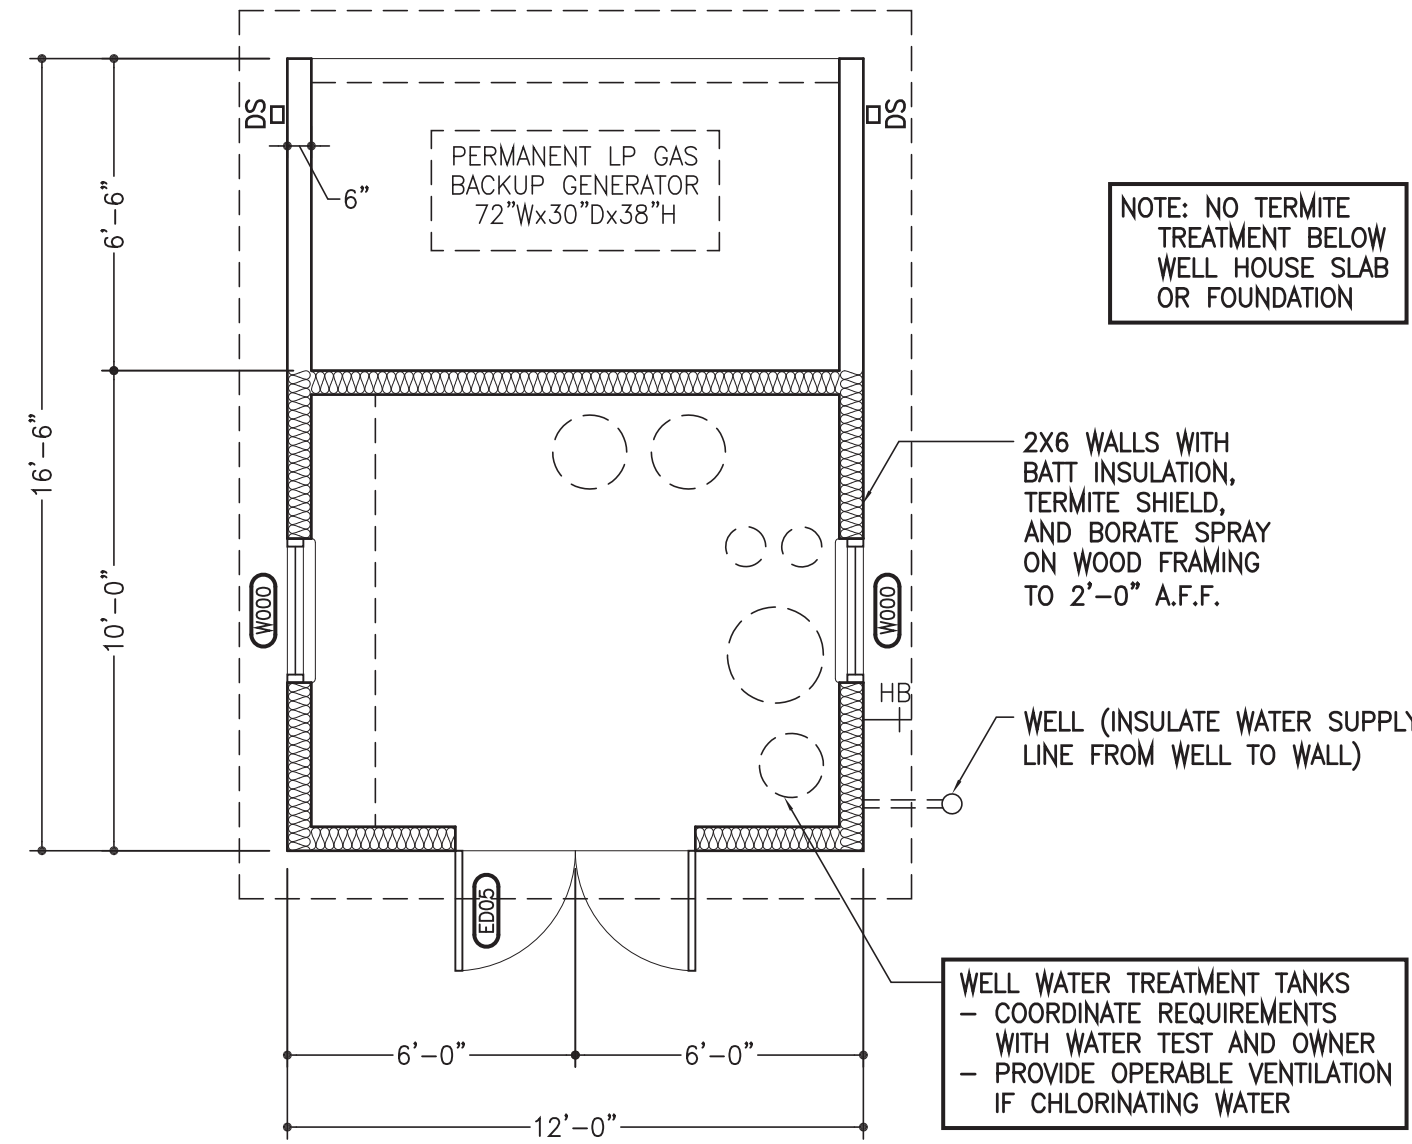 DS
DS
PERMANENT LP GAS
BACKUP GENERATOR
72"Wx30"Dx38"H
6"
6'-6"
NOTE: NO TERMITE
TREATMENT BELOW
WELL HOUSE SLAB
OR FOUNDATION
16'-6"
2X6 WALLS WITH
BATT INSULATION,
TERMITE SHIELD,
AND BORATE SPRAY
ON WOOD FRAMING
TO 2'-0" A.F.F.
10'-0"
W000
W000
HB
WELL (INSULATE WATER SUPPLY
LINE FROM WELL TO WALL)
ED05
WELL WATER TREATMENT TANKS
- COORDINATE REQUIREMENTS
WITH WATER TEST AND OWNER
- PROVIDE OPERABLE VENTILATION
IF CHLORINATING WATER
6'-0"
6'-0"
12'-0"